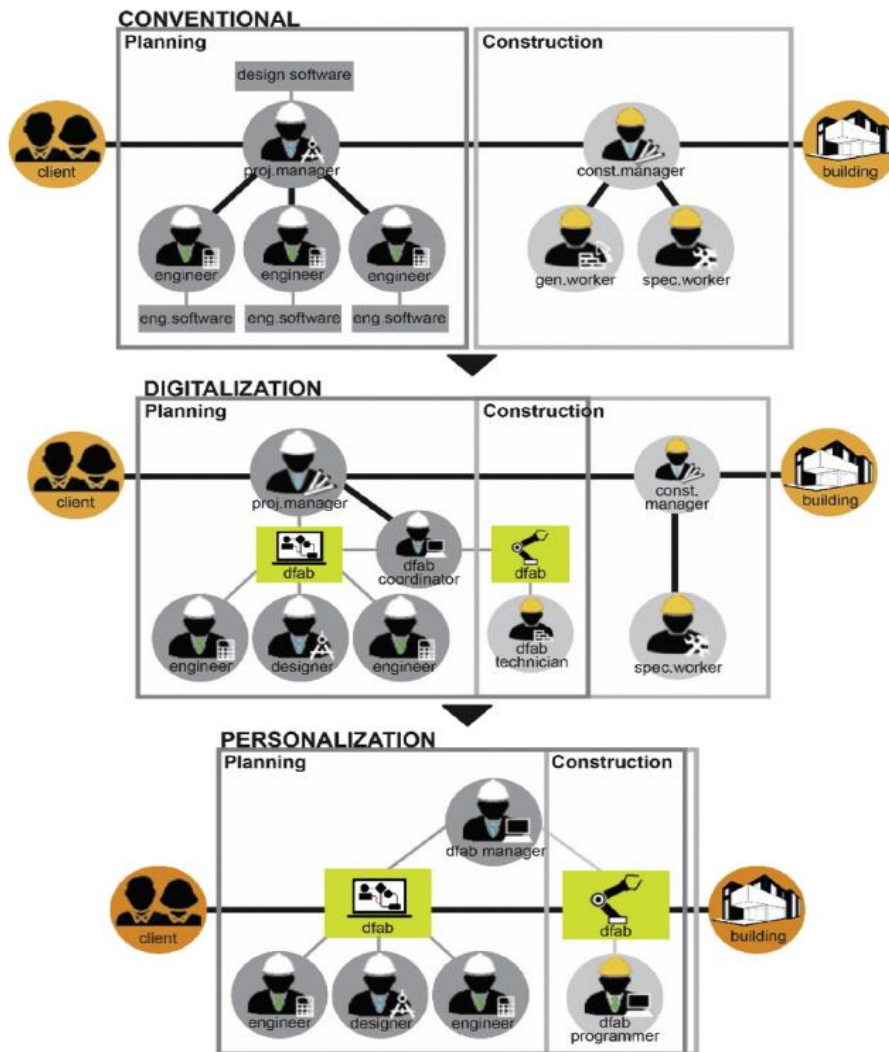 CONVENTIONAL
Planning
Construction
design software
client
proj.manager
const.manager
building
engineer
engineer
engineer
gen.worker
spec.worker
eng.software
eng.software
eng.software
DIGITALIZATION
Planning
Construction
client
proj.manager
const.
manager
building
dfab
dfab
coordinator
dfab
engineer
designer
engineer
dfab
technician
spec.worker
PERSONALIZATION
Planning
Construction
dfab manager
client
dfab
dfab
building
engineer
designer
engineer
dfab
programmer